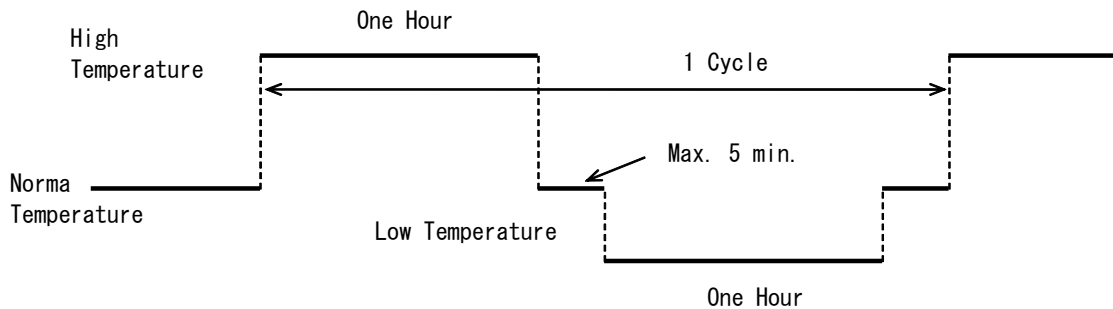 One Hour
High
Temperature
1 Cycle
Max. 5 min.
Norma
Temperature
Low Temperature
One Hour